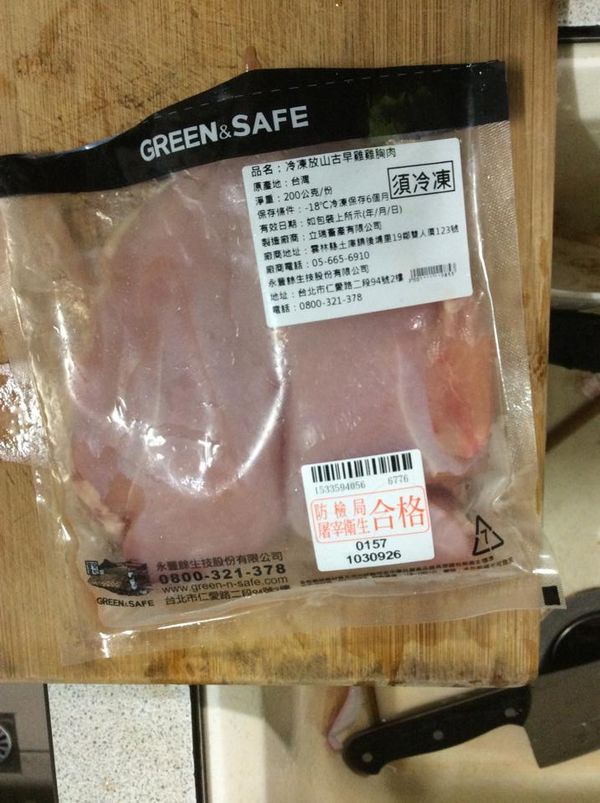 GREEN&SAFE
品名：冷凍放山古早雞雞胸肉
原產地：台灣
淨重：200公克/份
須冷凍
保存條件：-18℃冷凍保存6個月
有效日期：如包裝上所示(年/月/日)
製造廠商：立瑞畜產有限公司
廠商地址：雲林縣土庫鎮後埔里19鄰雙人厝123號
廠商電話：05-665-6910
永豐餘生技股份有限公司
地址：台北市仁愛路二段94號2樓
電話：0800-321-378
1533594056 6776
防檢局
屠宰衛生
合格
0157
1030926
7
永豐餘生技股份有限公司
0800-321-378
www.green-n-safe.com
GREEN&SAFE 台北市仁愛路二段94號2樓